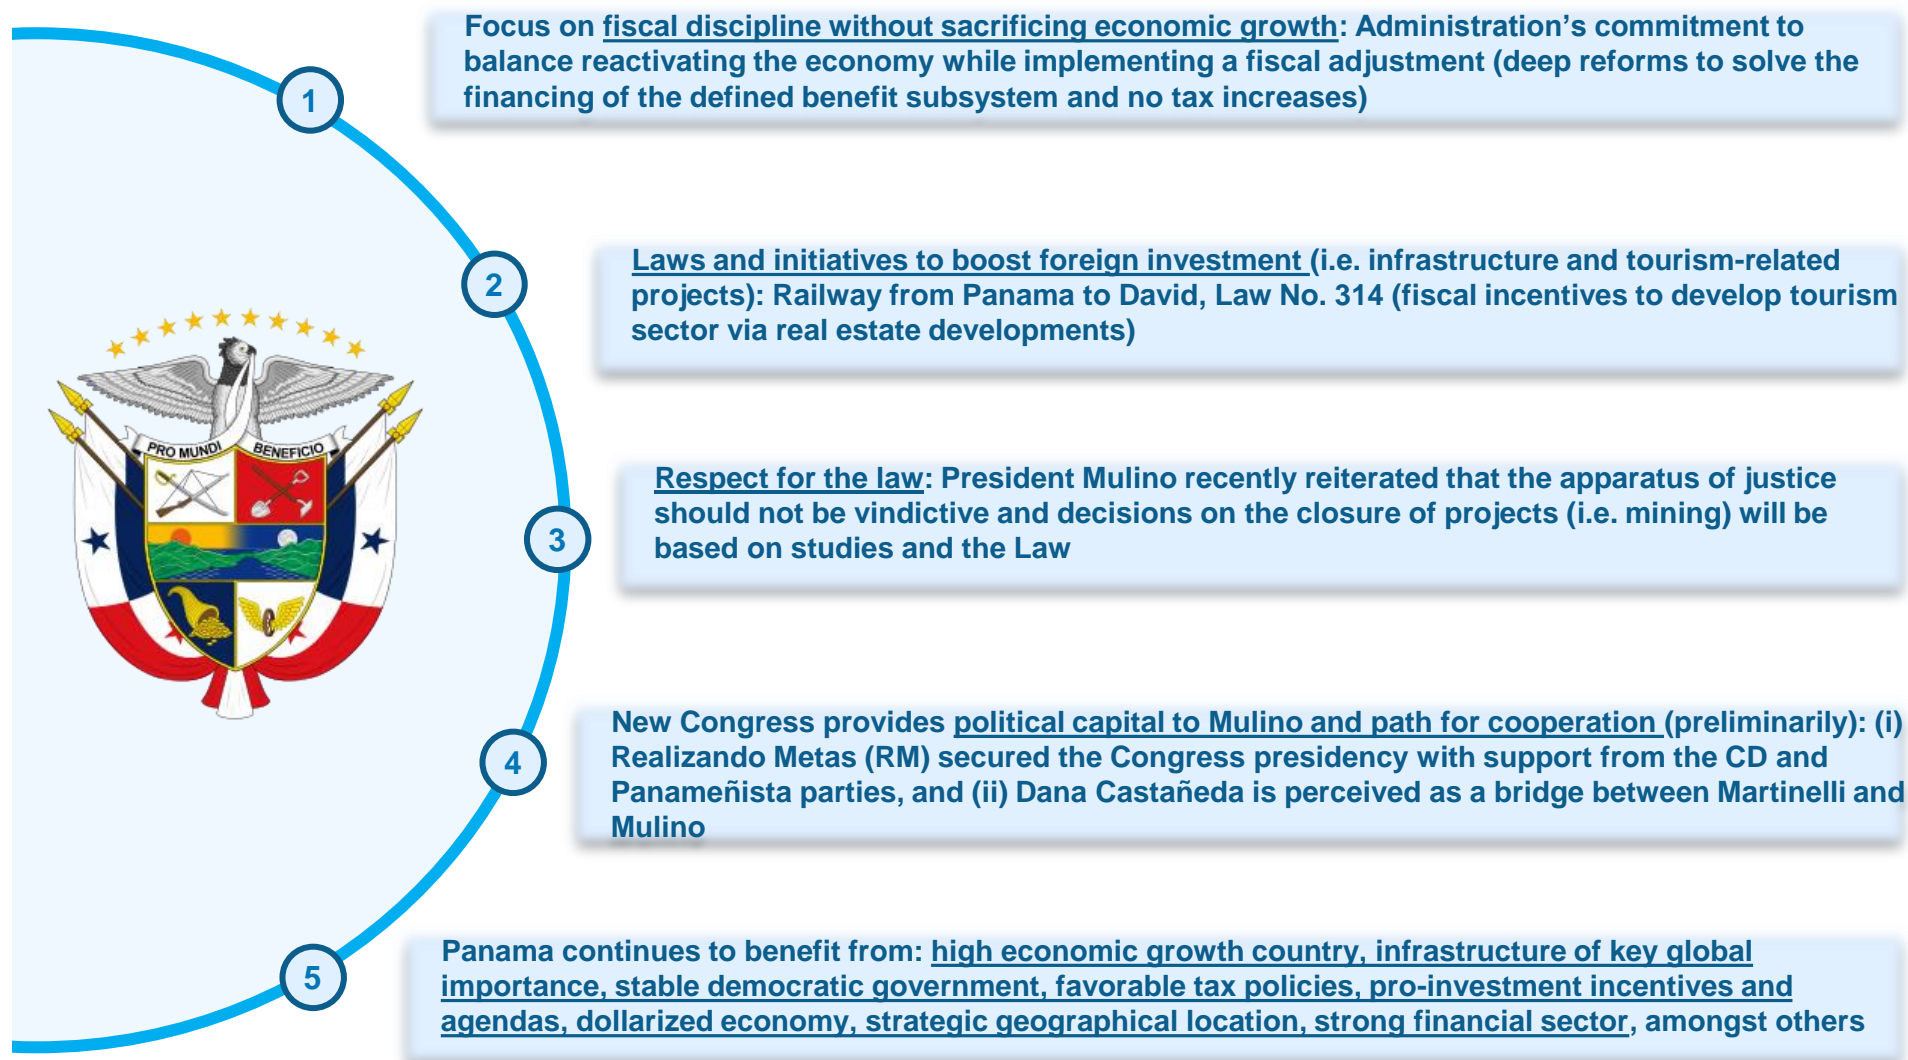 1
Focus on fiscal discipline without sacrificing economic growth: Administration’s commitment to
balance reactivating the economy while implementing a fiscal adjustment (deep reforms to solve the
financing of the defined benefit subsystem and no tax increases)
2
Laws and initiatives to boost foreign investment (i.e. infrastructure and tourism-related
projects): Railway from Panama to David, Law No. 314 (fiscal incentives to develop tourism
sector via real estate developments)
PRO MUNDI BENEFICIO
3
Respect for the law: President Mulino recently reiterated that the apparatus of justice
should not be vindictive and decisions on the closure of projects (i.e. mining) will be
based on studies and the Law
4
New Congress provides political capital to Mulino and path for cooperation (preliminarily): (i)
Realizando Metas (RM) secured the Congress presidency with support from the CD and
Panameñista parties, and (ii) Dana Castañeda is perceived as a bridge between Martinelli and
Mulino
5
Panama continues to benefit from: high economic growth country, infrastructure of key global
importance, stable democratic government, favorable tax policies, pro-investment incentives and
agendas, dollarized economy, strategic geographical location, strong financial sector, amongst others